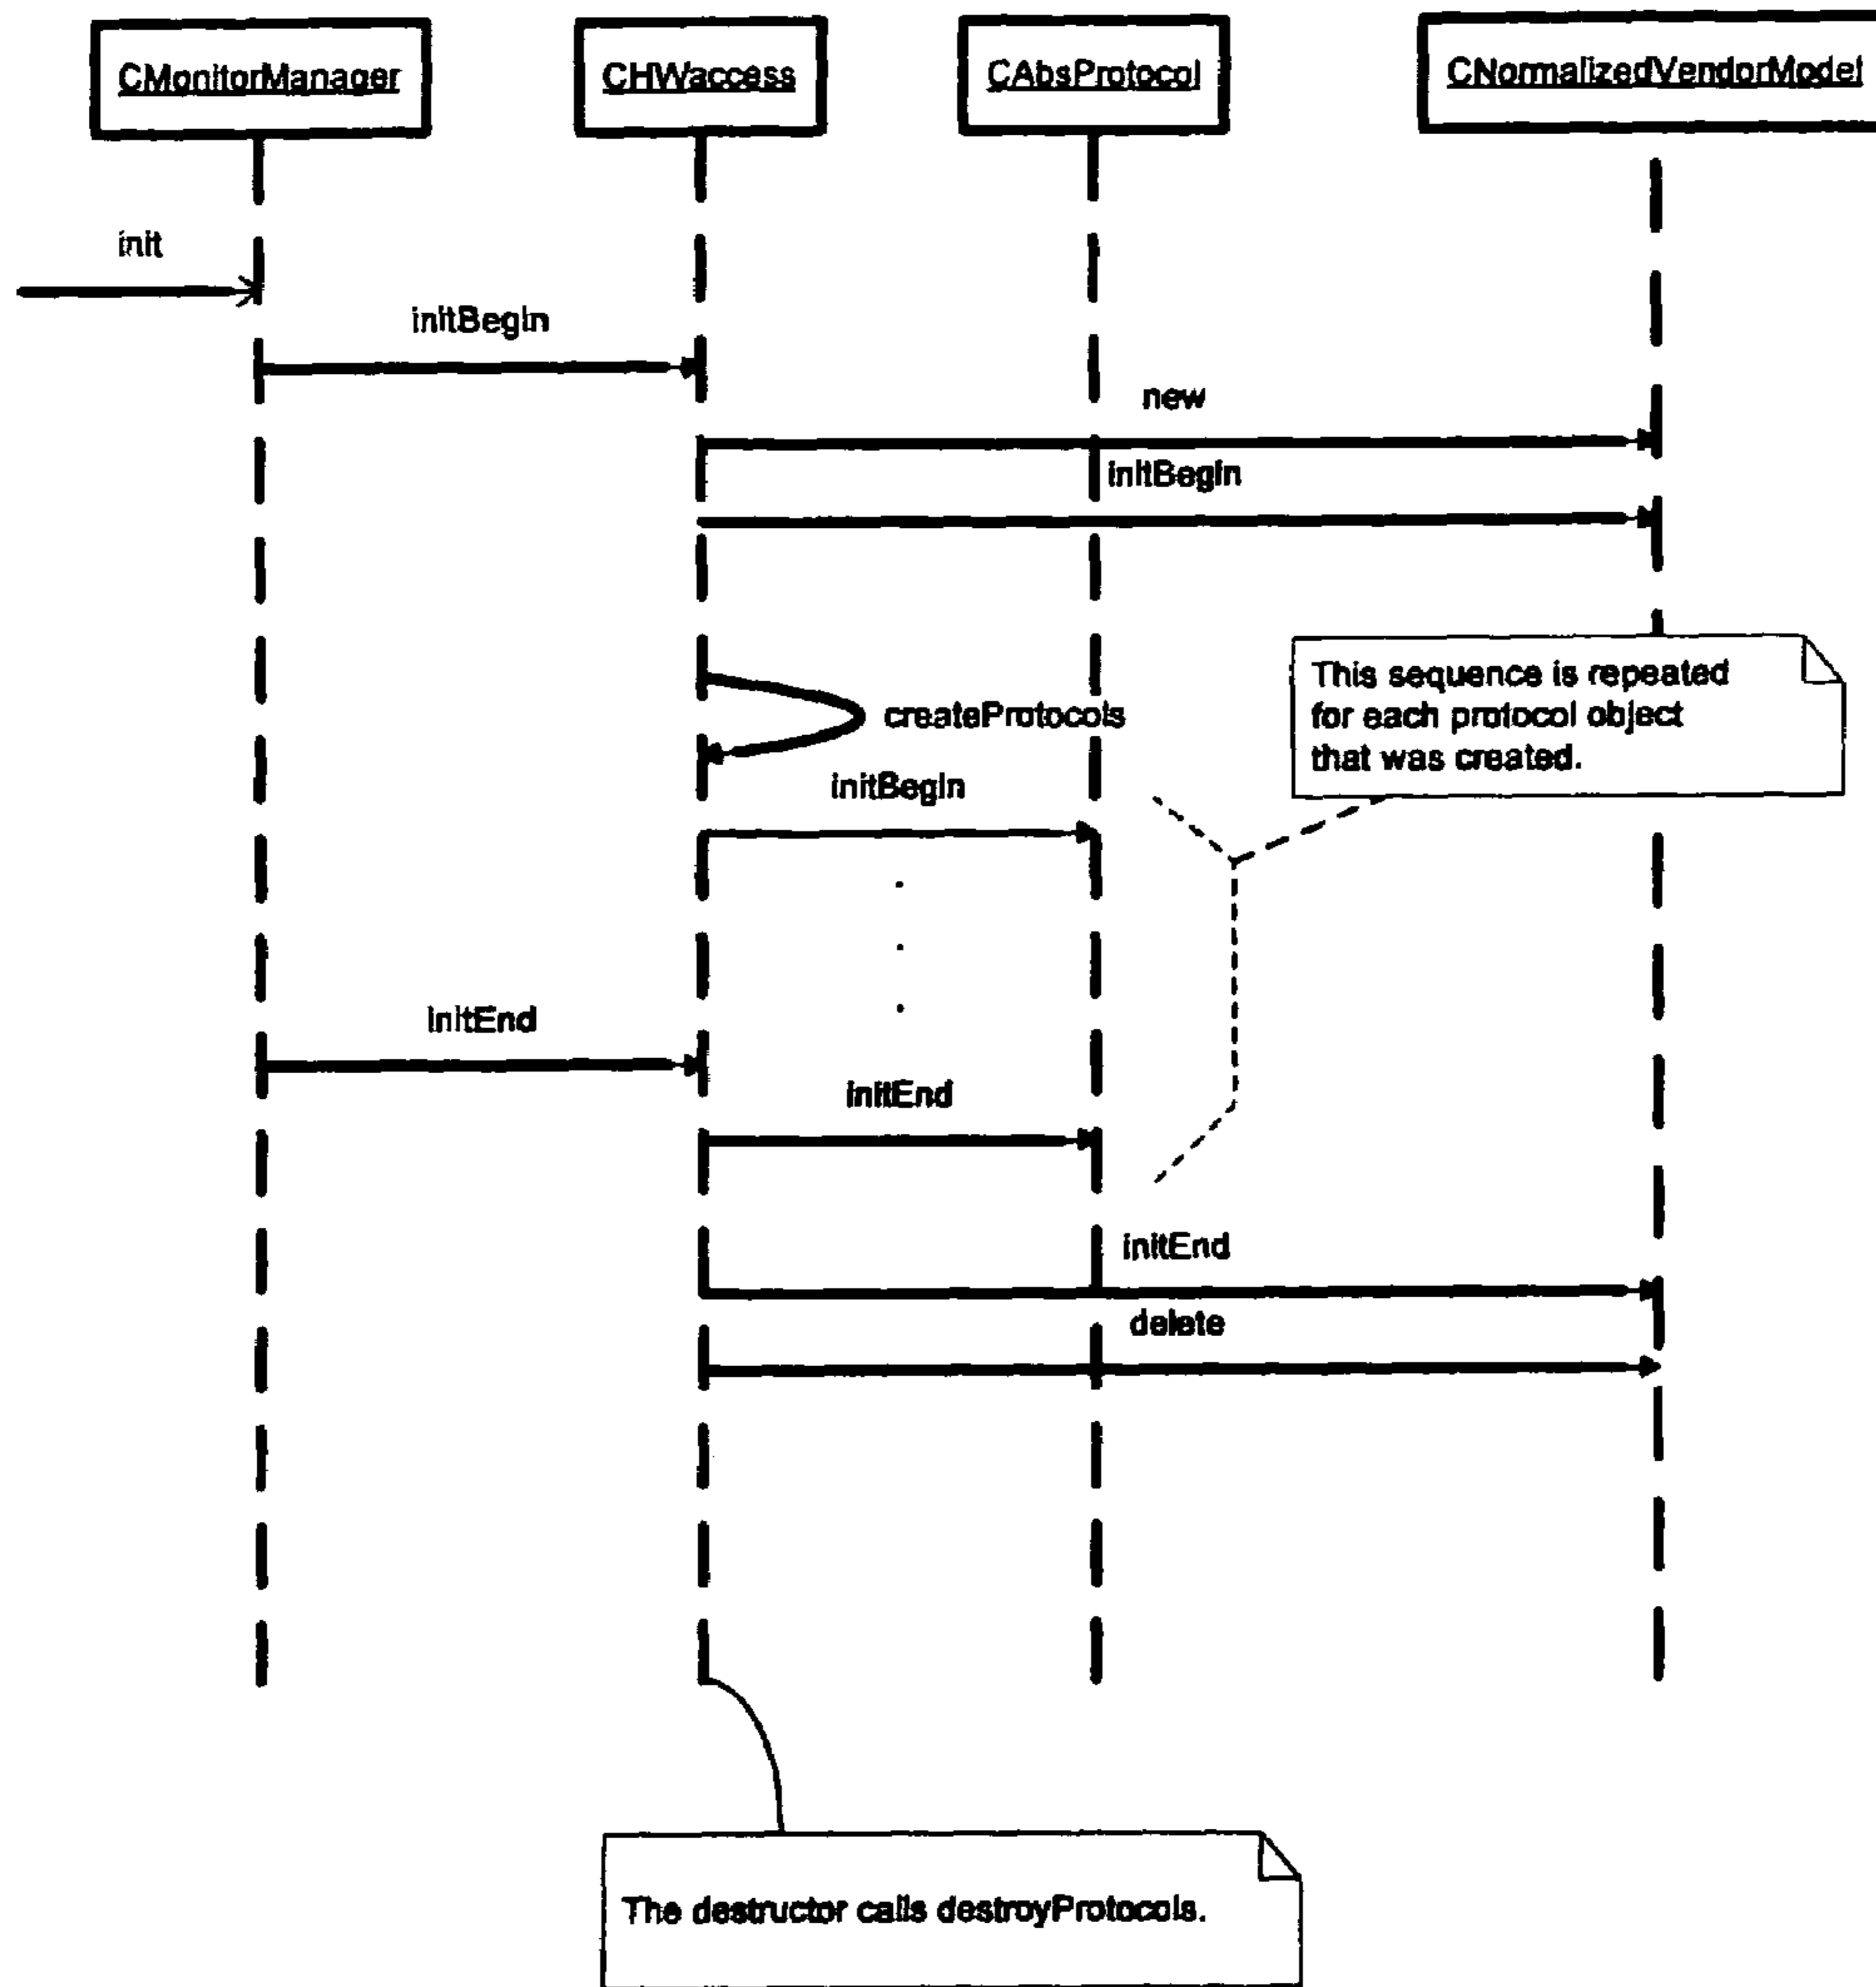 CMonitorManager
CHWaccess
CAbsProtocol
CNormalizedVendorModel
init
initBegin
new
initBegin
This sequence is repeated
for each protocol object
that was created.
createProtocols
initBegin
initEnd
initEnd
initEnd
delete
The destructor calls destroyProtocols.